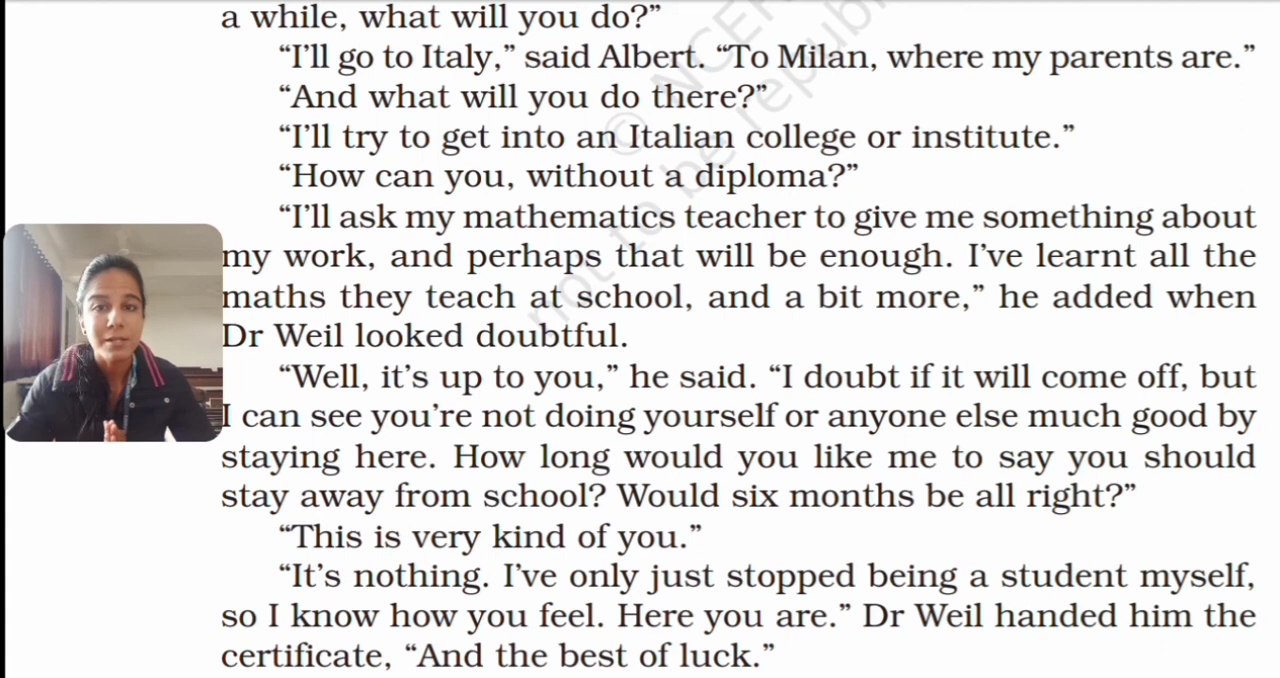 a while, what will you do?”
“I’ll go to Italy,” said Albert. “To Milan, where my parents are.”
“And what will you do there?”
“I’ll try to get into an Italian college or institute.”
“How can you, without a diploma?”
“I’ll ask my mathematics teacher to give me something about
my work, and perhaps that will be enough. I’ve learnt all the
maths they teach at school, and a bit more,” he added when
Dr Weil looked doubtful.
“Well, it’s up to you,” he said. “I doubt if it will come off, but
I can see you’re not doing yourself or anyone else much good by
staying here. How long would you like me to say you should
stay away from school? Would six months be all right?”
“This is very kind of you.”
“It’s nothing. I’ve only just stopped being a student myself,
so I know how you feel. Here you are.” Dr Weil handed him the
certificate, “And the best of luck.”
©
not to be